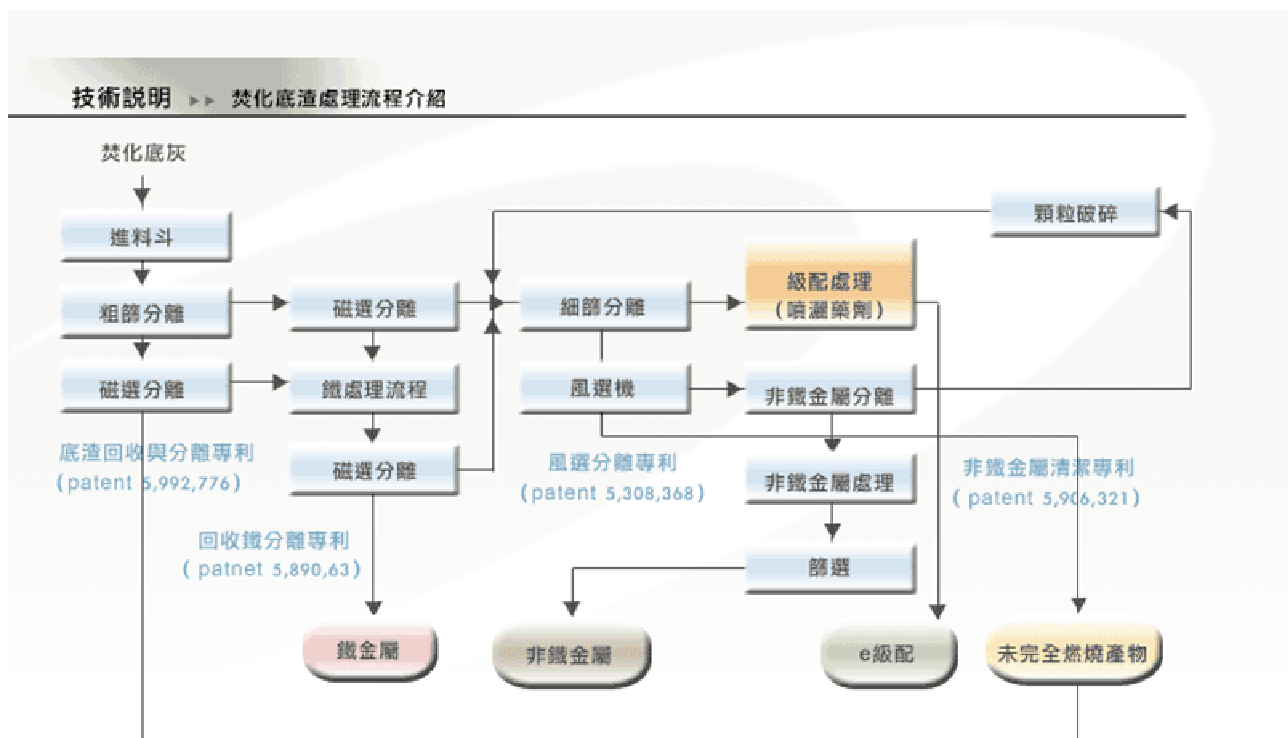 技術説明 ▸▸ 焚化底渣處理流程介紹
焚化底灰
進料斗
顆粒破碎
粗篩分離
磁選分離
細篩分離
級配處理
(噴灑藥劑)
磁選分離
鐵處理流程
風選機
非鐵金屬分離
底渣回收與分離專利
(patent 5,992,776)
磁選分離
風選分離專利
(patent 5,308,368)
非鐵金屬處理
非鐵金屬清潔專利
( patent 5,906,321)
回收鐵分離專利
( patnet 5,890,63)
篩選
鐵金屬
非鐵金屬
e級配
未完全燃燒產物